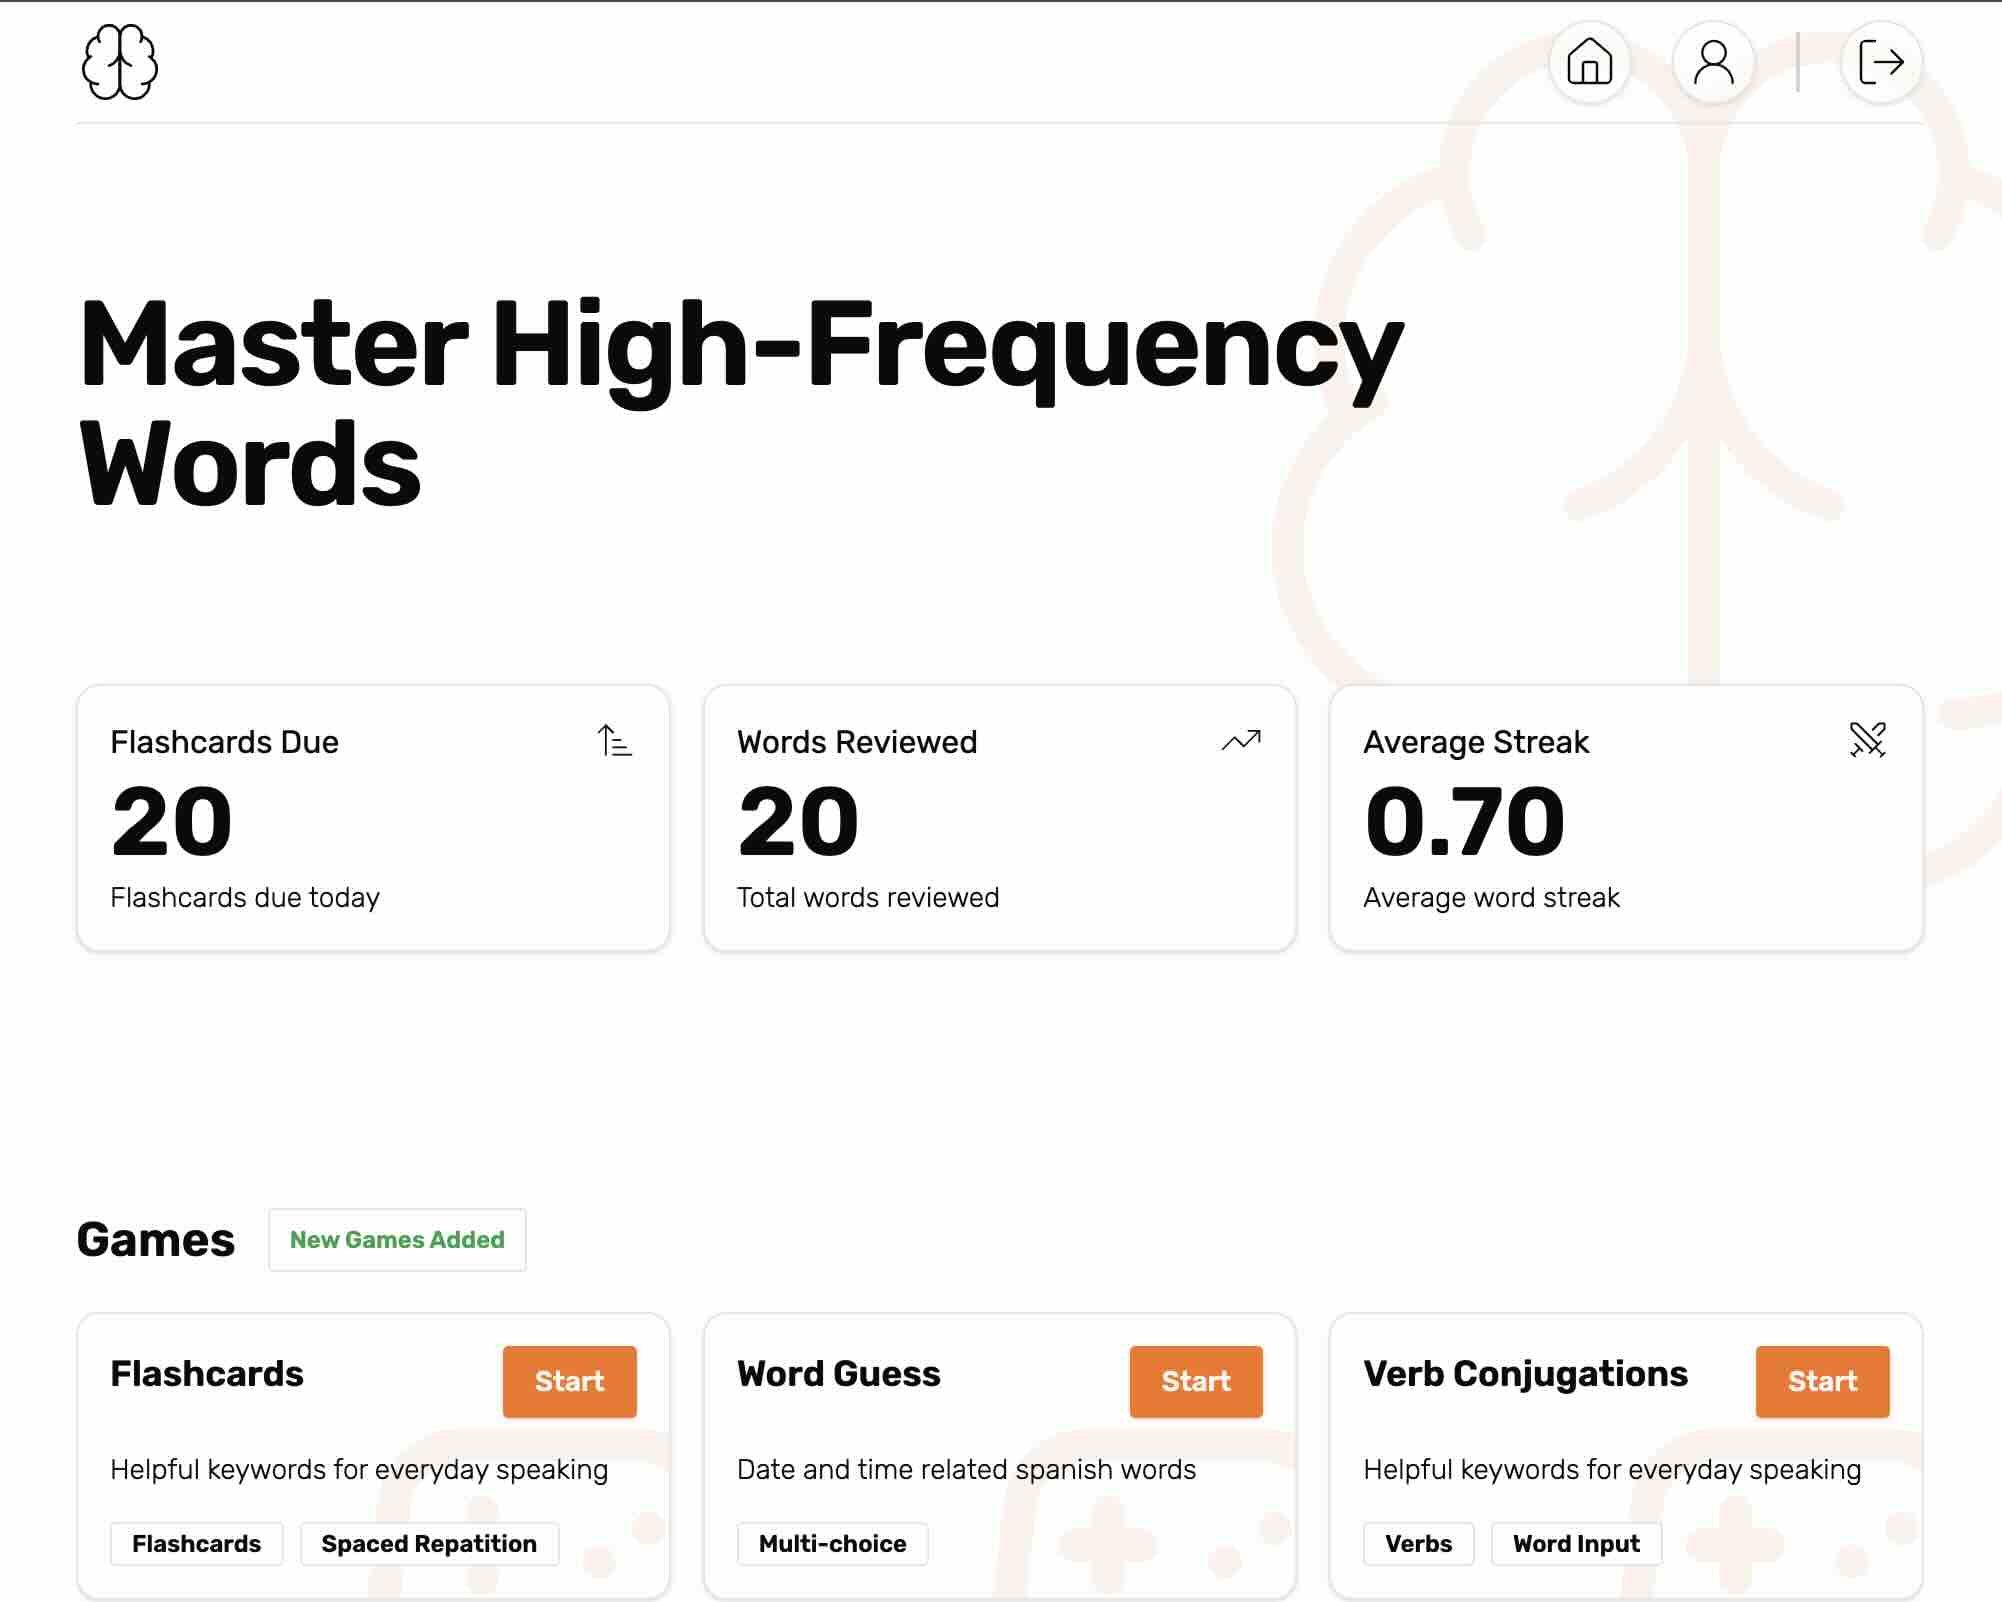 Master High-Frequency
Words
Flashcards Due
20
Flashcards due today
Words Reviewed
20
Total words reviewed
Average Streak
0.70
Average word streak
Games
New Games Added
Flashcards
Start
Helpful keywords for everyday speaking
Flashcards
Spaced Repatition
Word Guess
Start
Date and time related spanish words
Multi-choice
Verb Conjugations
Start
Helpful keywords for everyday speaking
Verbs
Word Input